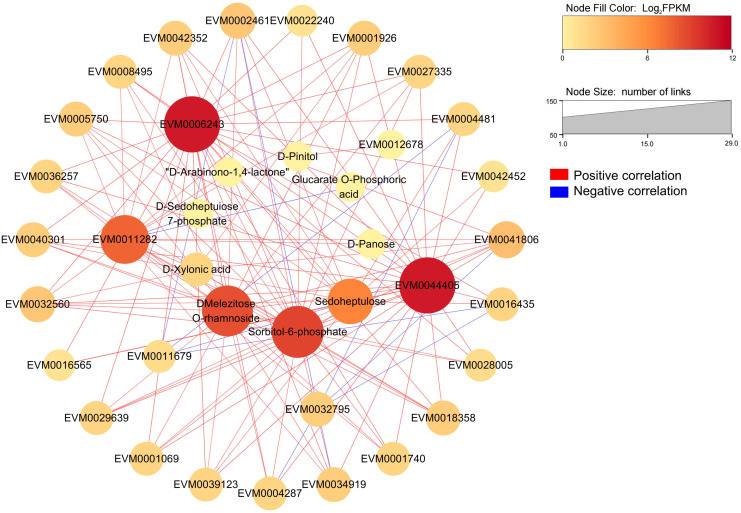 EVM0002461
EVM0022240
EVM0042352
EVM0001926
EVM0008495
EVM0027335
EVM0005750
EVM0006243
EVM0004481
EVM0012678
D-Pinitol
EVM0036257
"D-Arabinono-1,4-lactone"
Glucarate O-Phosphoric
acid
EVM0042452
D-Sedoheptuiose
7-phosphate
EVM0040301
EVM0011282
D-Panose
EVM0041806
D-Xylonic acid
EVM0044405
EVM0032560
DMelezitose
O-rhamnoside
Sedoheptulose
EVM0016435
Sorbitol-6-phosphate
EVM0016565
EVM0011679
EVM0028005
EVM0029639
EVM0032795
EVM0018358
EVM0001069
EVM0001740
EVM0039123
EVM0004287
EVM0034919
Node Fill Color: Log2FPKM
0 6 12
Node Size: number of links
150
50
1.0 15.0 29.0
Positive correlation
Negative correlation